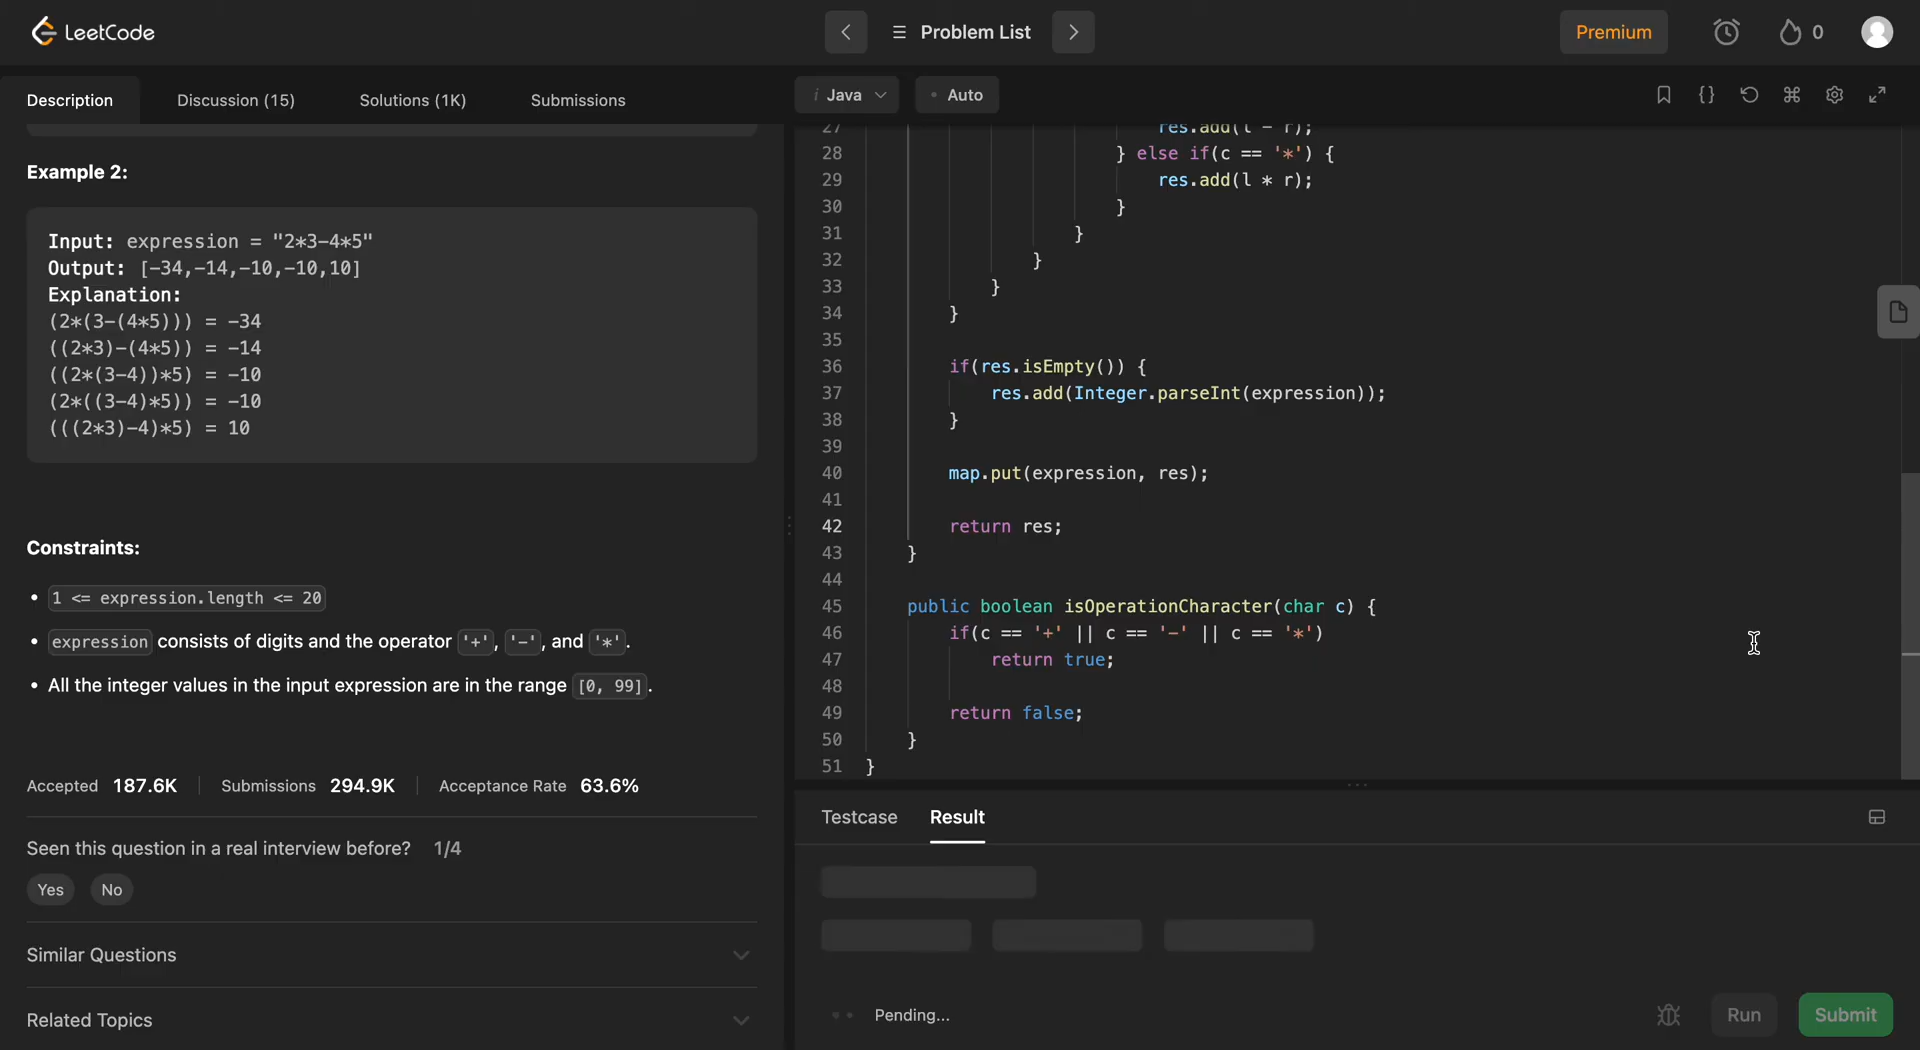 LeetCode
Problem List
Premium
0
Description
Discussion (15)
Solutions (1K)
Submissions
Example 2:
Input: expression = "2*3-4*5"
Output: [-34,-14,-10,-10,10]
Explanation:
(2*(3-(4*5))) = -34
((2*3)-(4*5)) = -14
((2*(3-4))*5) = -10
(2*((3-4)*5)) = -10
(((2*3)-4)*5) = 10
Constraints:
• 1 <= expression.length <= 20
• expression consists of digits and the operator '+', '-', and '*'.
• All the integer values in the input expression are in the range [0, 99].
Accepted 187.6K Submissions 294.9K Acceptance Rate 63.6%
Seen this question in a real interview before? 1/4
Yes No
Similar Questions
Related Topics
i Java
• Auto
27 res.add(l - r);
28 } else if(c == '*') {
29 res.add(l * r);
30 }
31 }
32 }
33 }
34 }
35
36 if(res.isEmpty()) {
37 res.add(Integer.parseInt(expression));
38 }
39
40 map.put(expression, res);
41
42 return res;
43 }
44
45 public boolean isOperationCharacter(char c) {
46 if(c == '+' || c == '-' || c == '*')
47 return true;
48
49 return false;
50 }
51 }
Testcase
Result
Pending...
Run
Submit